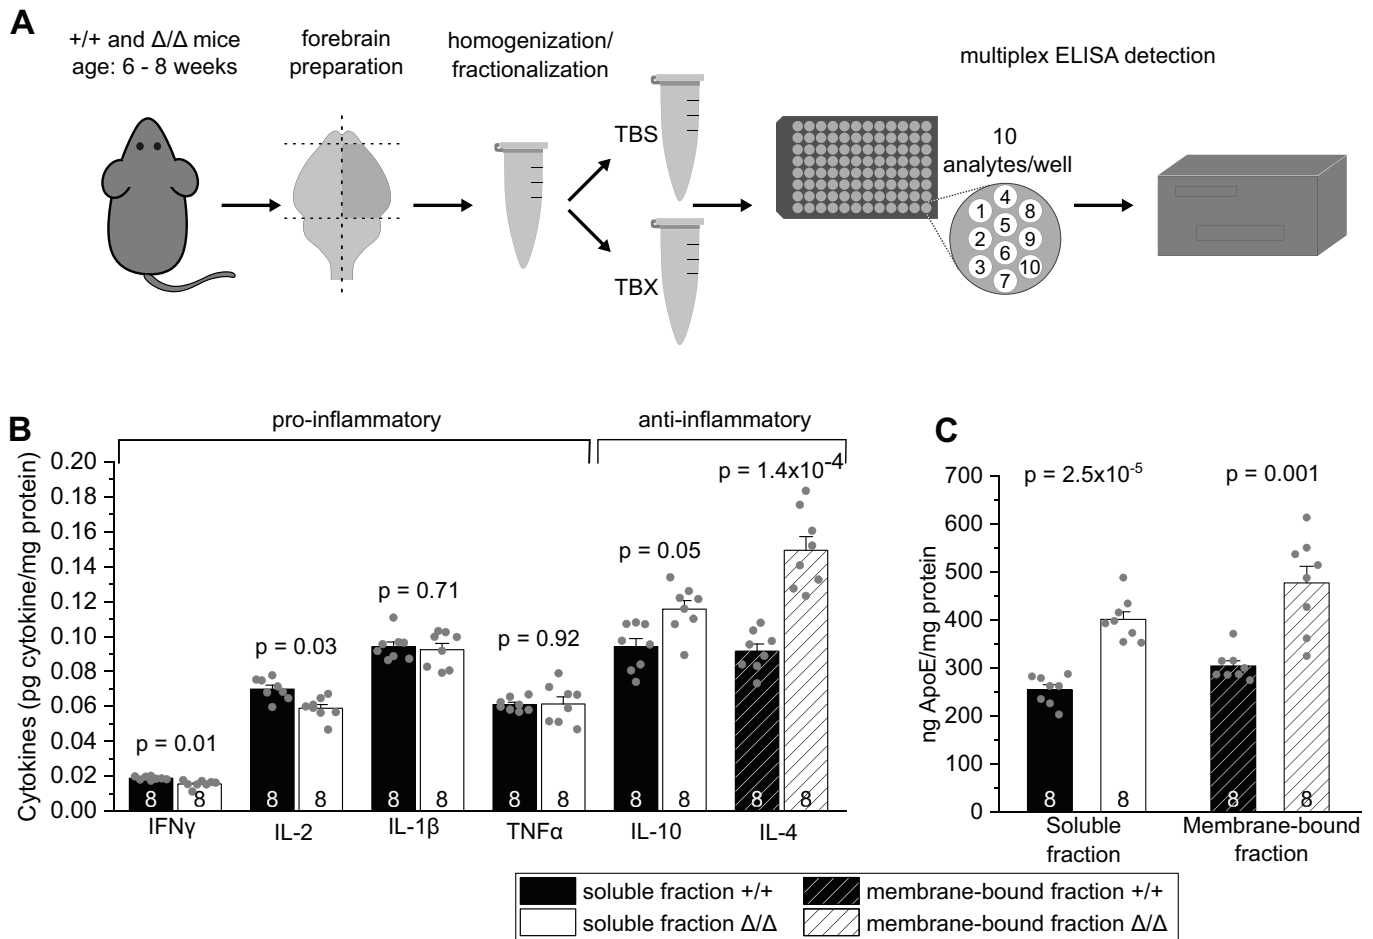 A
+/+ and Δ/Δ mice
age: 6 - 8 weeks
forebrain
preparation
homogenization/
fractionalization
multiplex ELISA detection
TBS
TBX
10
analytes/well
1
2
3
4
5
6
7
8
9
10
B
pro-inflammatory
anti-inflammatory
Cytokines (pg cytokine/mg protein)
0.20
0.18
0.16
0.14
0.12
0.10
0.08
0.06
0.04
0.02
0.00
p = 0.01
p = 0.03
p = 0.71
p = 0.92
p = 0.05
p = 1.4x10-4
8 8 8 8 8 8 8 8 8 8 8 8
IFNγ IL-2 IL-1β TNFα IL-10 IL-4
C
ng ApoE/mg protein
700
600
500
400
300
200
100
0
p = 2.5x10-5
p = 0.001
8 8 8 8
Soluble
fraction
Membrane-bound
fraction
soluble fraction +/+
membrane-bound fraction +/+
soluble fraction Δ/Δ
membrane-bound fraction Δ/Δ